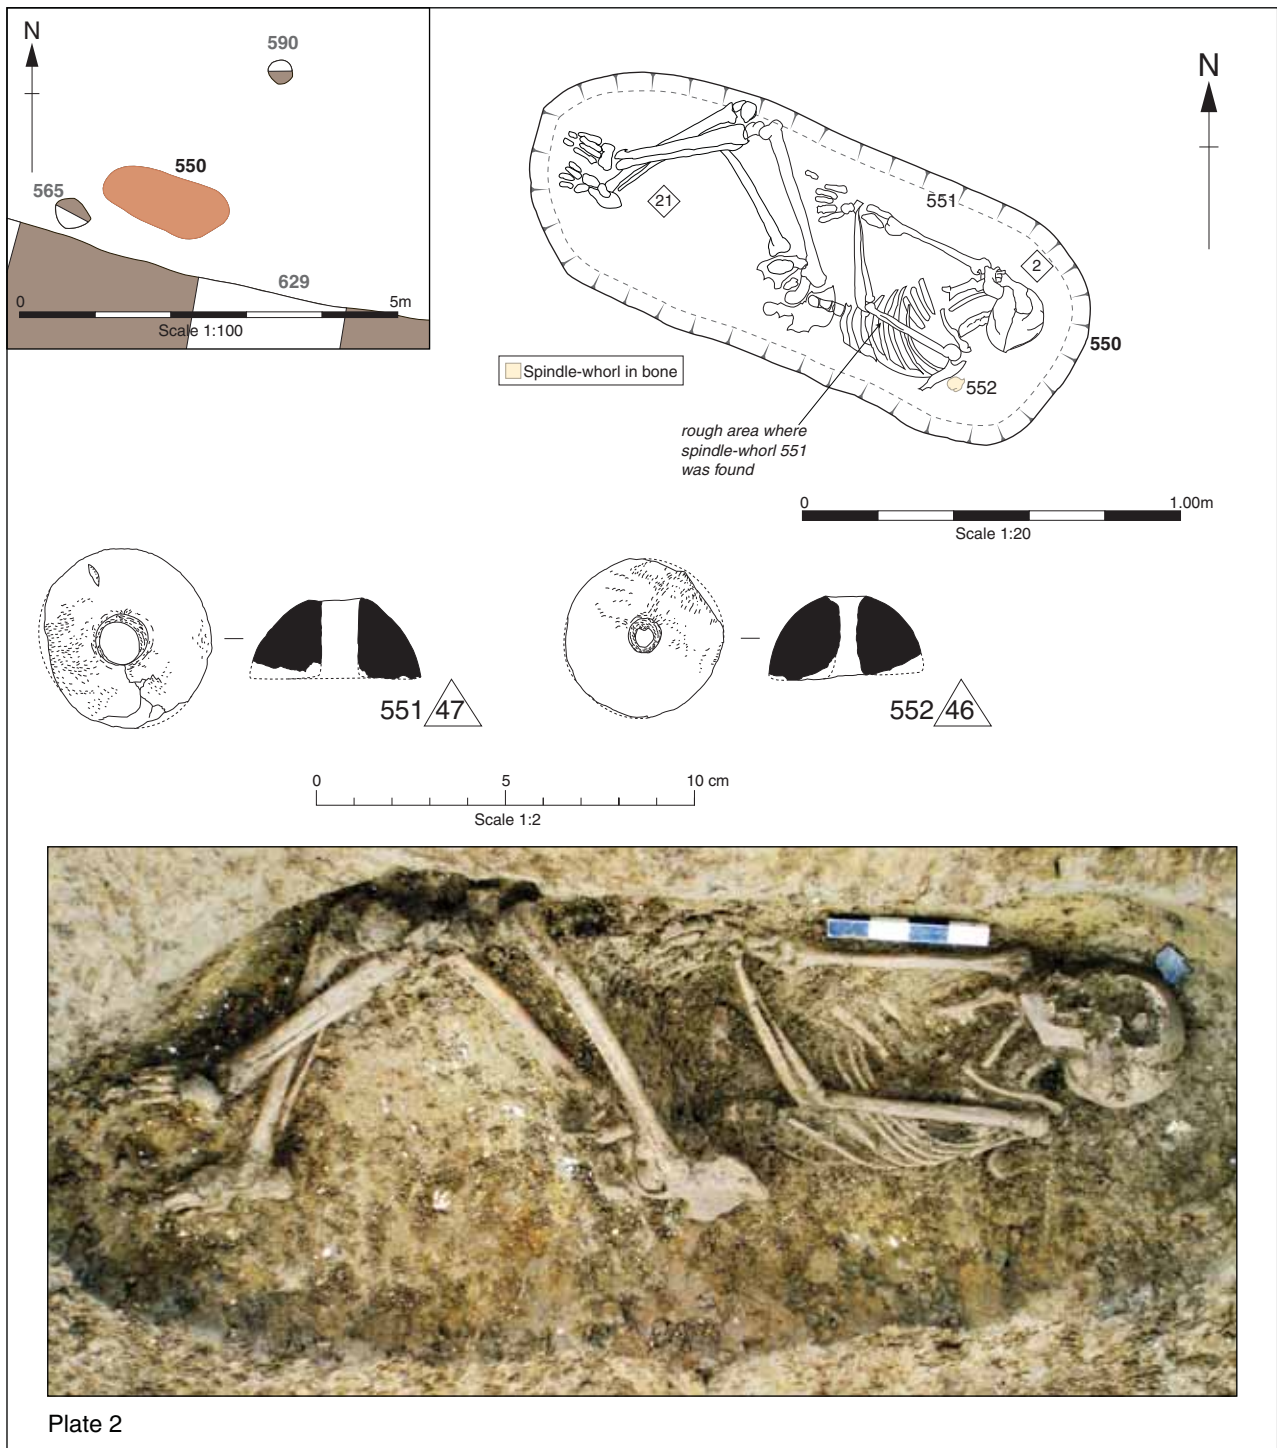 N
590
550
565
629
0 5m
Scale 1:100
N
21
551
2
550
Spindle-whorl in bone
552
rough area where
spindle-whorl 551
was found
0 1.00m
Scale 1:20
551 47
552 46
0 5 10 cm
Scale 1:2
Plate 2